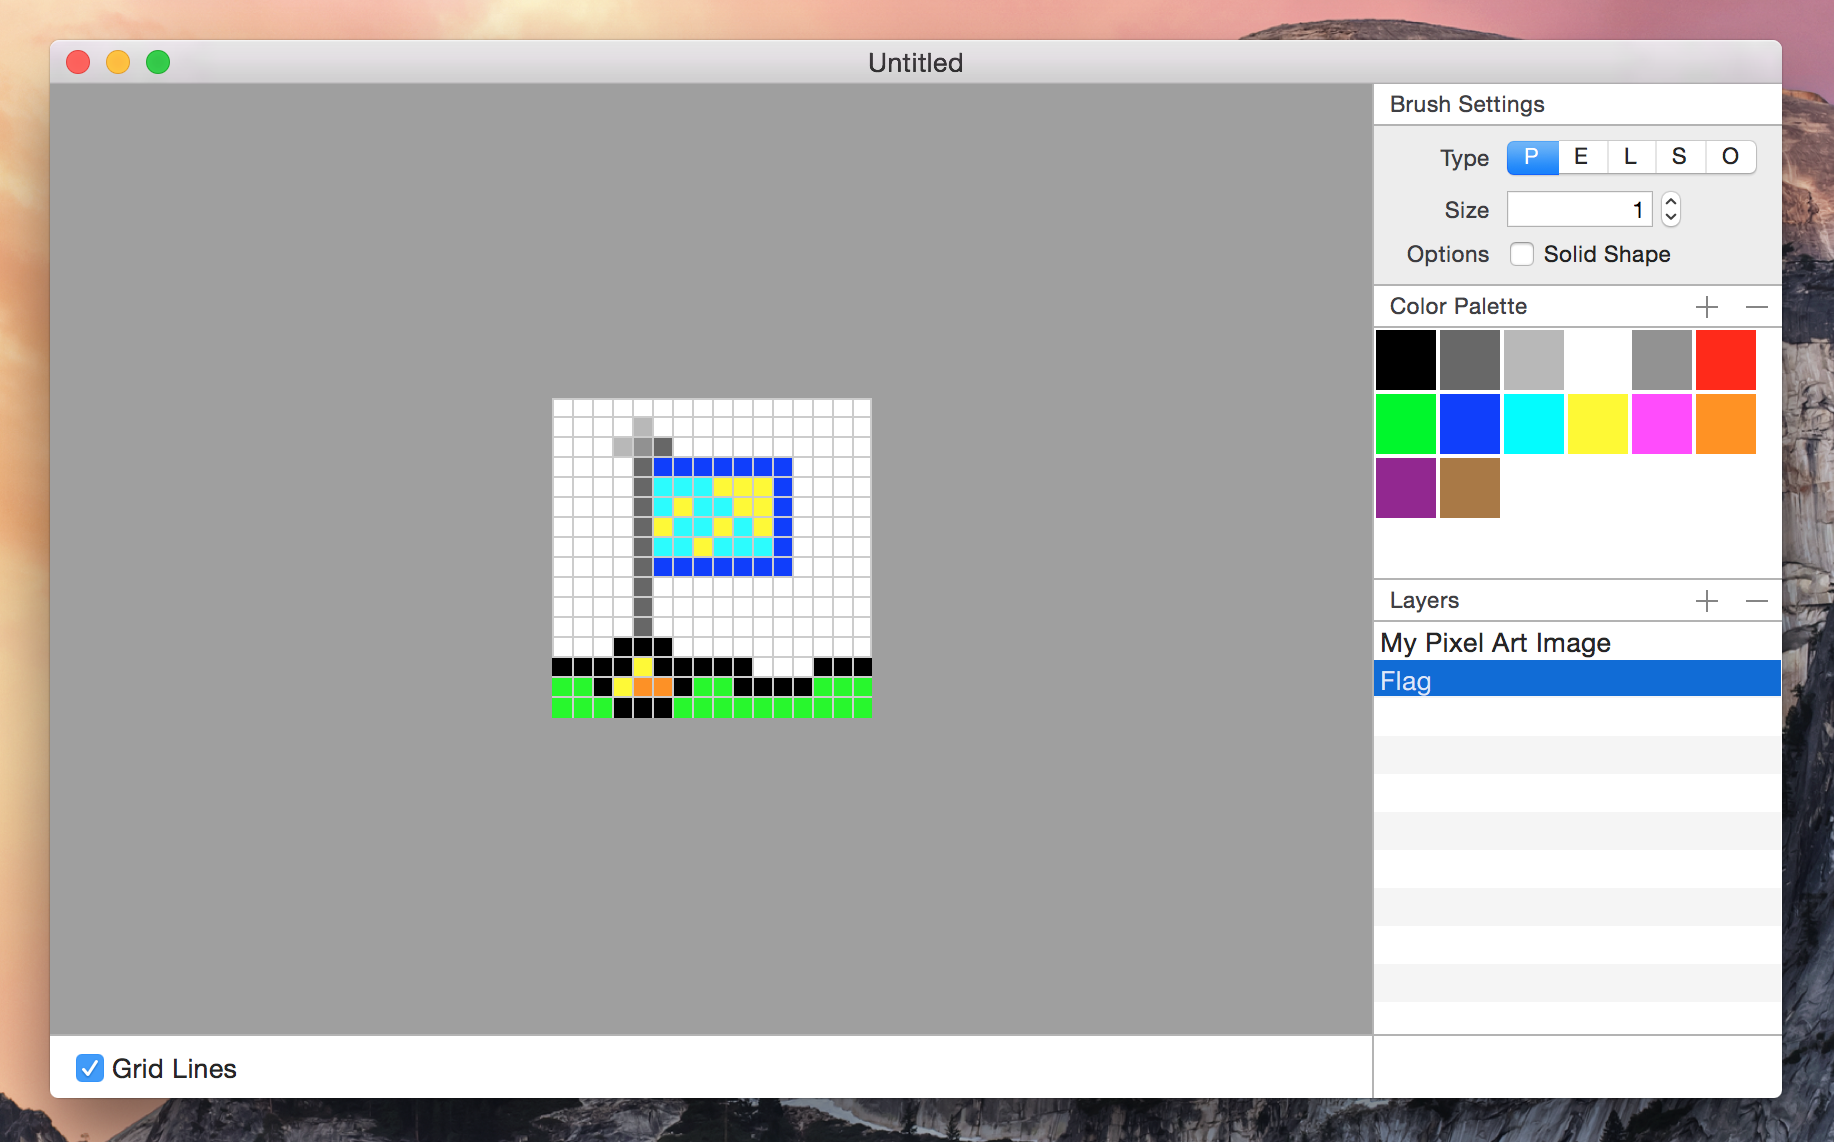 Untitled
Brush Settings
Type P E L S O
Size 1
Options Solid Shape
Color Palette
Layers
My Pixel Art Image
Flag
Grid Lines